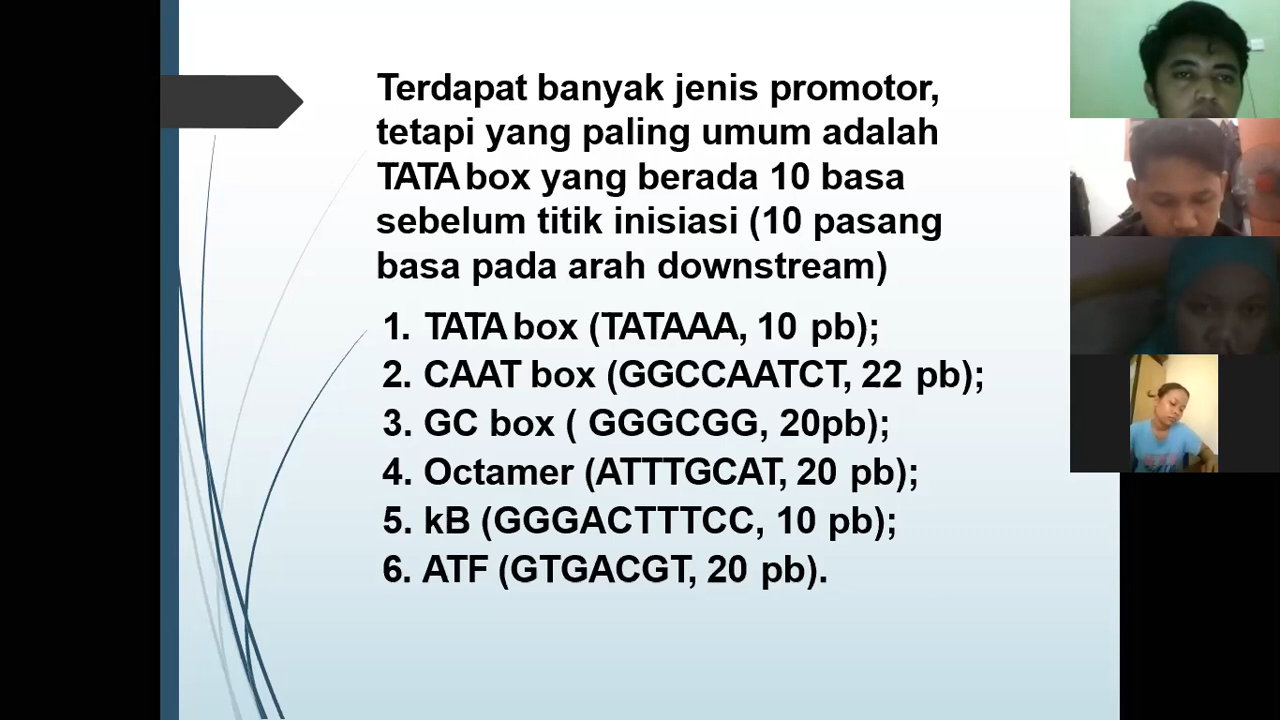 Terdapat banyak jenis promotor,
tetapi yang paling umum adalah
TATA box yang berada 10 basa
sebelum titik inisiasi (10 pasang
basa pada arah downstream)
1. TATA box (TATAAA, 10 pb);
2. CAAT box (GGCCAATCT, 22 pb);
3. GC box ( GGGCGG, 20pb);
4. Octamer (ATTTGCAT, 20 pb);
5. kB (GGGACTTTCC, 10 pb);
6. ATF (GTGACGT, 20 pb).